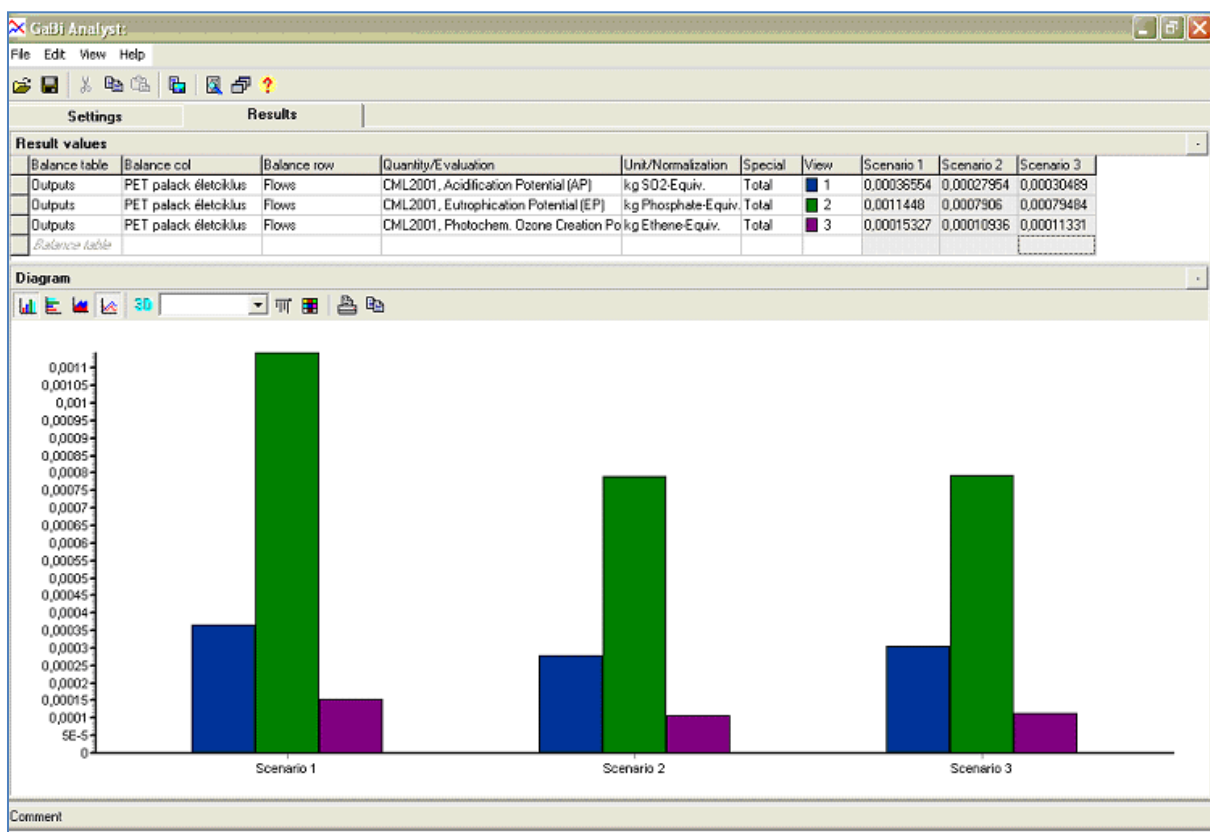 GaBi Analyst:
File Edit View Help
Settings Results
Result values
Balance table Balance col Balance row Quantity/Evaluation Unit/Normalization Special View Scenario 1 Scenario 2 Scenario 3
Outputs PET palack életciklus Flows CML2001, Acidification Potential (AP) kg SO2-Equiv. Total 1 0,00036554 0,00027954 0,00030489
Outputs PET palack életciklus Flows CML2001, Eutrophication Potential (EP) kg Phosphate-Equiv. Total 2 0,0011448 0,0007906 0,00079484
Outputs PET palack életciklus Flows CML2001, Photochem. Ozone Creation Po kg Ethene-Equiv. Total 3 0,00015327 0,00010936 0,00011331
Balance table
Diagram
3D
0,0011
0,00105
0,001
0,00095
0,0009
0,00085
0,0008
0,00075
0,0007
0,00065
0,0006
0,00055
0,0005
0,00045
0,0004
0,00035
0,0003
0,00025
0,0002
0,00015
0,0001
5E-5
0
Scenario 1 Scenario 2 Scenario 3
Comment